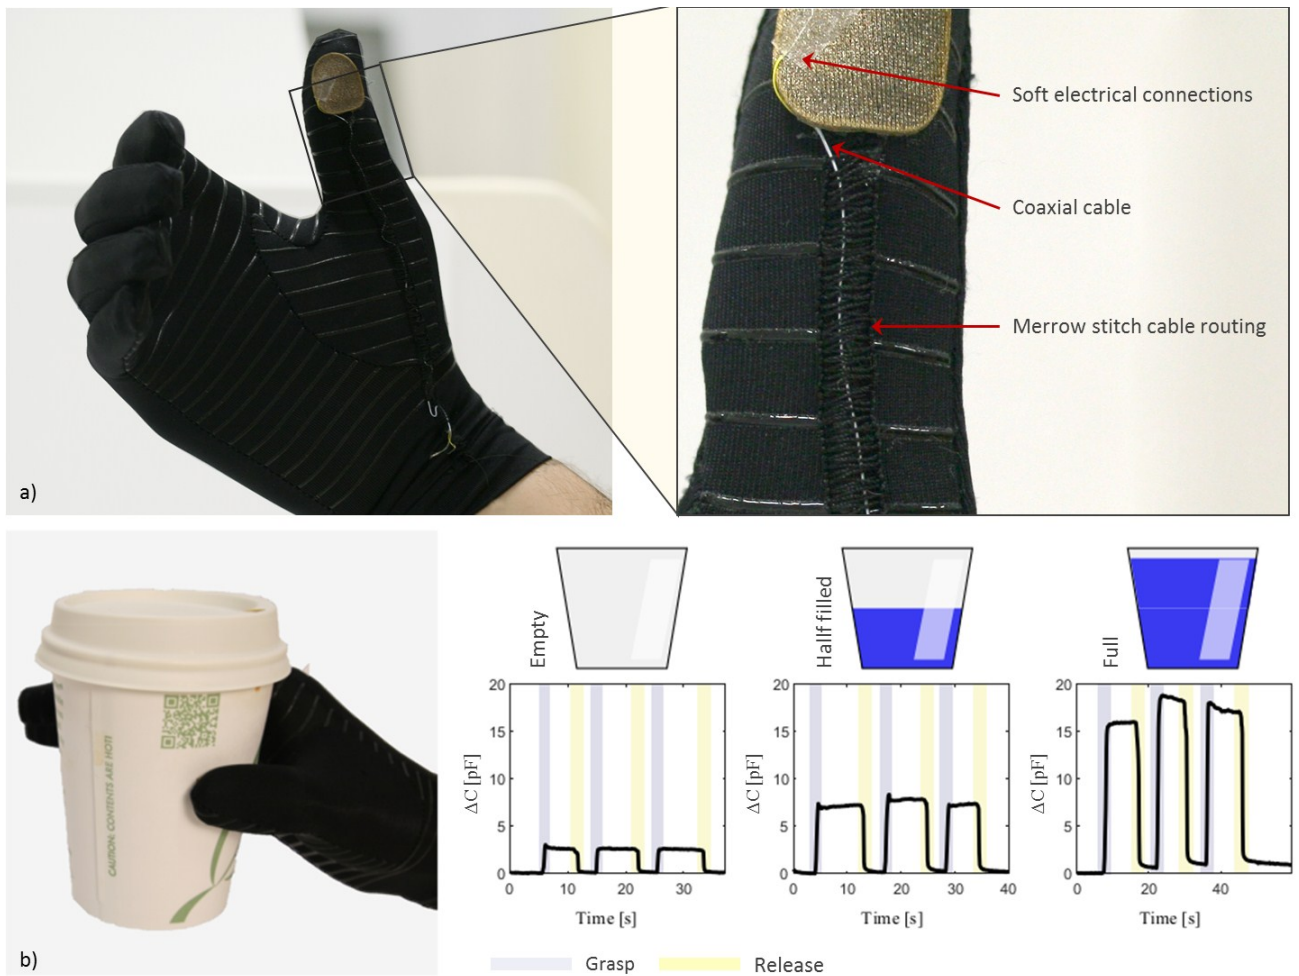 Soft electrical connections
Coaxial cable
Merrow stitch cable routing
a)
CAUTION: CONTENTS ARE HOT!
b)
Empty
Hallf filled
Full
20
15
10
5
0
ΔC [pF]
0 10 20 30
Time [s]
20
15
10
5
0
ΔC [pF]
0 10 20 30 40
Time [s]
20
15
10
5
0
ΔC [pF]
0 20 40
Time [s]
Grasp Release